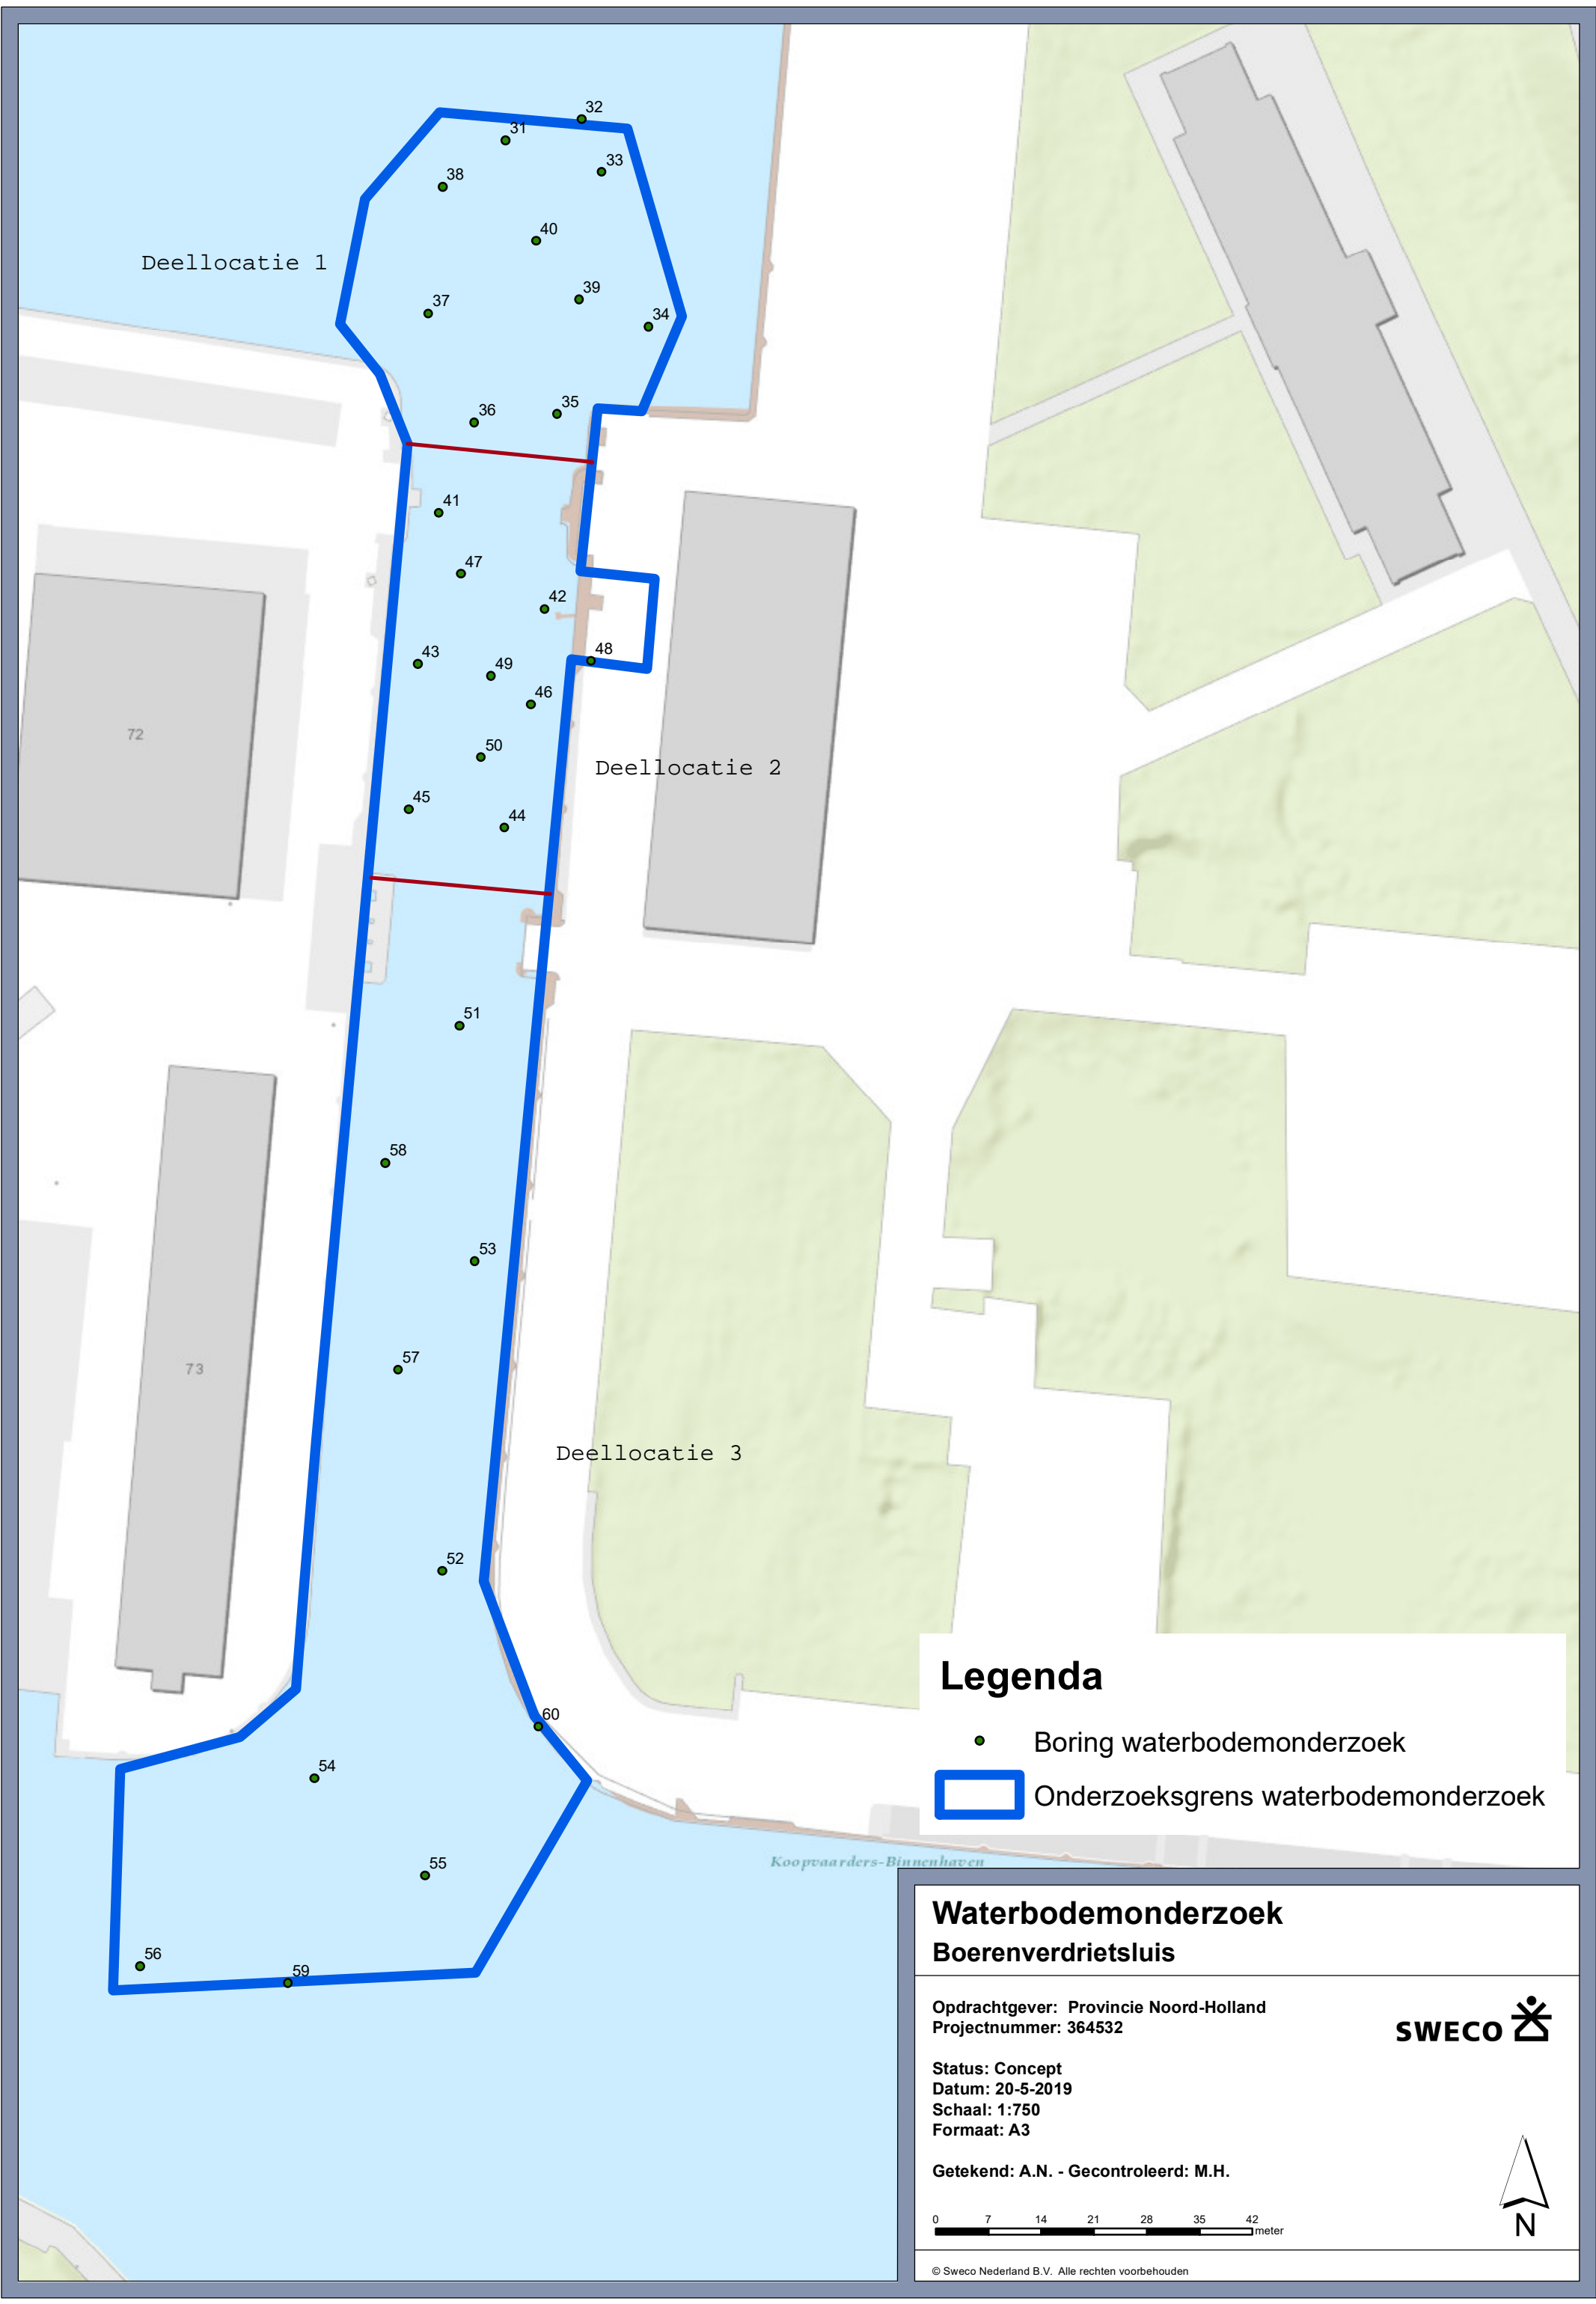 32
31
33
38
40
Deellocatie 1
39
37
34
35
36
41
47
42
48
43
49
46
72
50
Deellocatie 2
45
44
51
58
53
57
73
Deellocatie 3
52
60
54
55
56
59
Koopvaarders-Binnenhaven
Legenda
Boring waterbodemonderzoek
Onderzoeksgrens waterbodemonderzoek
Waterbodemonderzoek
Boerenverdrietsluis
Opdrachtgever: Provincie Noord-Holland
Projectnummer: 364532
SWECO
Status: Concept
Datum: 20-5-2019
Schaal: 1:750
Formaat: A3
Getekend: A.N. - Gecontroleerd: M.H.
0 7 14 21 28 35 42
meter
N
© Sweco Nederland B.V. Alle rechten voorbehouden